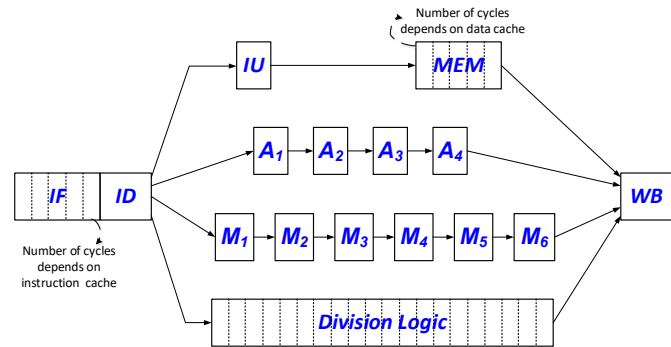 Number of cycles
depends on data cache
IU
MEM
A1
A2
A3
A4
IF
ID
WB
Number of cycles
depends on
instruction cache
M1
M2
M3
M4
M5
M6
Division Logic